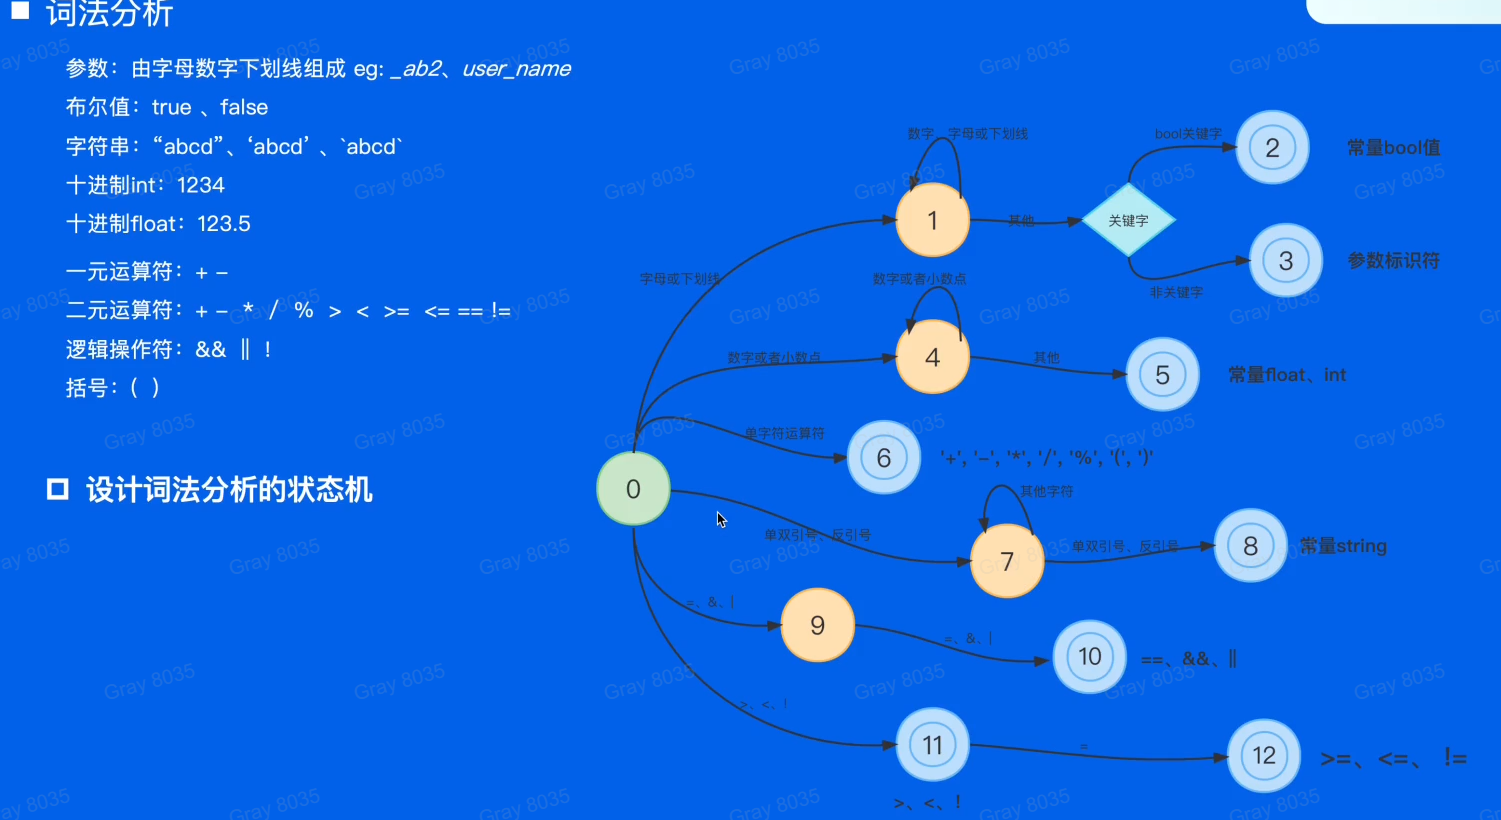 词法分析
参数：由字母数字下划线组成 eg: _ab2、user_name
布尔值：true 、false
字符串：“abcd”、‘abcd’ 、`abcd`
十进制int：1234
十进制float：123.5
一元运算符：+ -
二元运算符：+ - * / % > < >= <= == !=
逻辑操作符：&& || !
括号：( )
设计词法分析的状态机
数字、字母或下划线
bool关键字
2
常量bool值
1
其他
关键字
3
参数标识符
非关键字
字母或下划线
数字或者小数点
数字或者小数点
4
其他
5
常量float、int
单字符运算符
6
'+', '-', '*', '/', '%', '(', ')'
0
其他字符
单双引号、反引号
7
单双引号、反引号
8
常量string
=、&、|
9
=、&、|
10
==、&&、||
>、<、!
11
=
12
>=、<=、 !=
>、<、!
Gray 8035